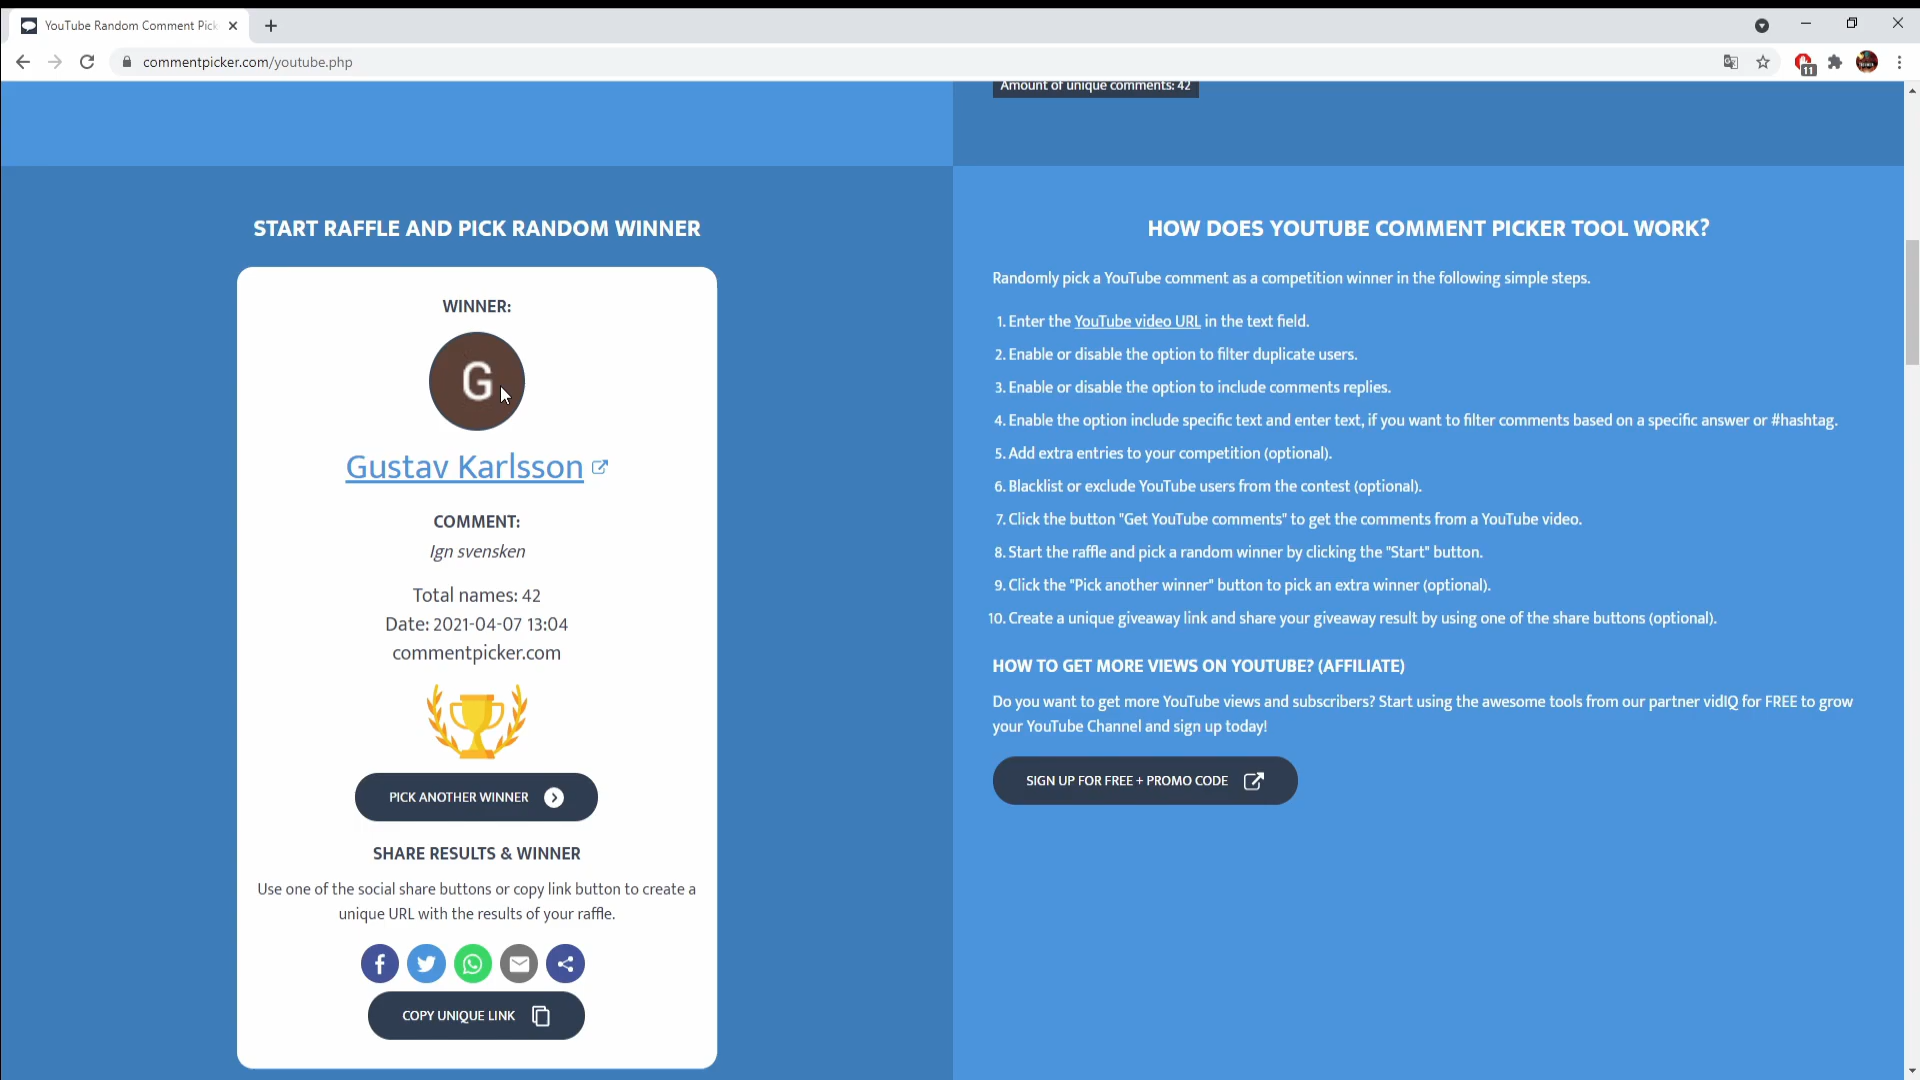 YouTube Random Comment Pick
commentpicker.com/youtube.php
11
Amount of unique comments: 42
START RAFFLE AND PICK RANDOM WINNER
WINNER:
G
Gustav Karlsson
COMMENT:
Ign svensken
Total names: 42
Date: 2021-04-07 13:04
commentpicker.com
PICK ANOTHER WINNER
SHARE RESULTS & WINNER
Use one of the social share buttons or copy link button to create a
unique URL with the results of your raffle.
COPY UNIQUE LINK
HOW DOES YOUTUBE COMMENT PICKER TOOL WORK?
Randomly pick a YouTube comment as a competition winner in the following simple steps.
1. Enter the YouTube video URL in the text field.
2. Enable or disable the option to filter duplicate users.
3. Enable or disable the option to include comments replies.
4. Enable the option include specific text and enter text, if you want to filter comments based on a specific answer or #hashtag.
5. Add extra entries to your competition (optional).
6. Blacklist or exclude YouTube users from the contest (optional).
7. Click the button "Get YouTube comments" to get the comments from a YouTube video.
8. Start the raffle and pick a random winner by clicking the "Start" button.
9. Click the "Pick another winner" button to pick an extra winner (optional).
10. Create a unique giveaway link and share your giveaway result by using one of the share buttons (optional).
HOW TO GET MORE VIEWS ON YOUTUBE? (AFFILIATE)
Do you want to get more YouTube views and subscribers? Start using the awesome tools from our partner vidIQ for FREE to grow
your YouTube Channel and sign up today!
SIGN UP FOR FREE + PROMO CODE